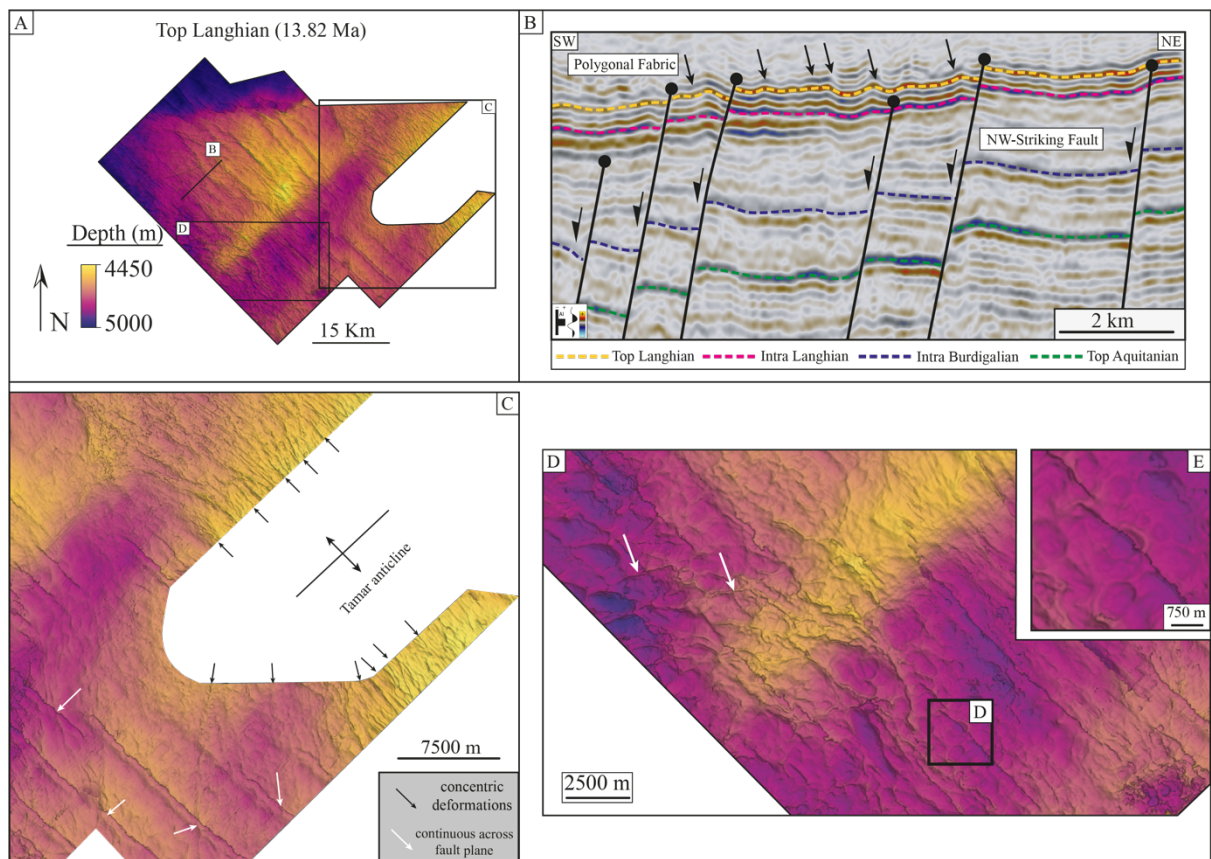 A
Top Langhian (13.82 Ma)
C
B
D
Depth (m)
4450
5000
N
15 Km
B
SW
NE
Polygonal Fabric
NW-Striking Fault
2 km
Top Langhian
Intra Langhian
Intra Burdigalian
Top Aquitanian
C
Tamar anticline
7500 m
concentric
deformations
continuous across
fault plane
D
E
750 m
D
2500 m